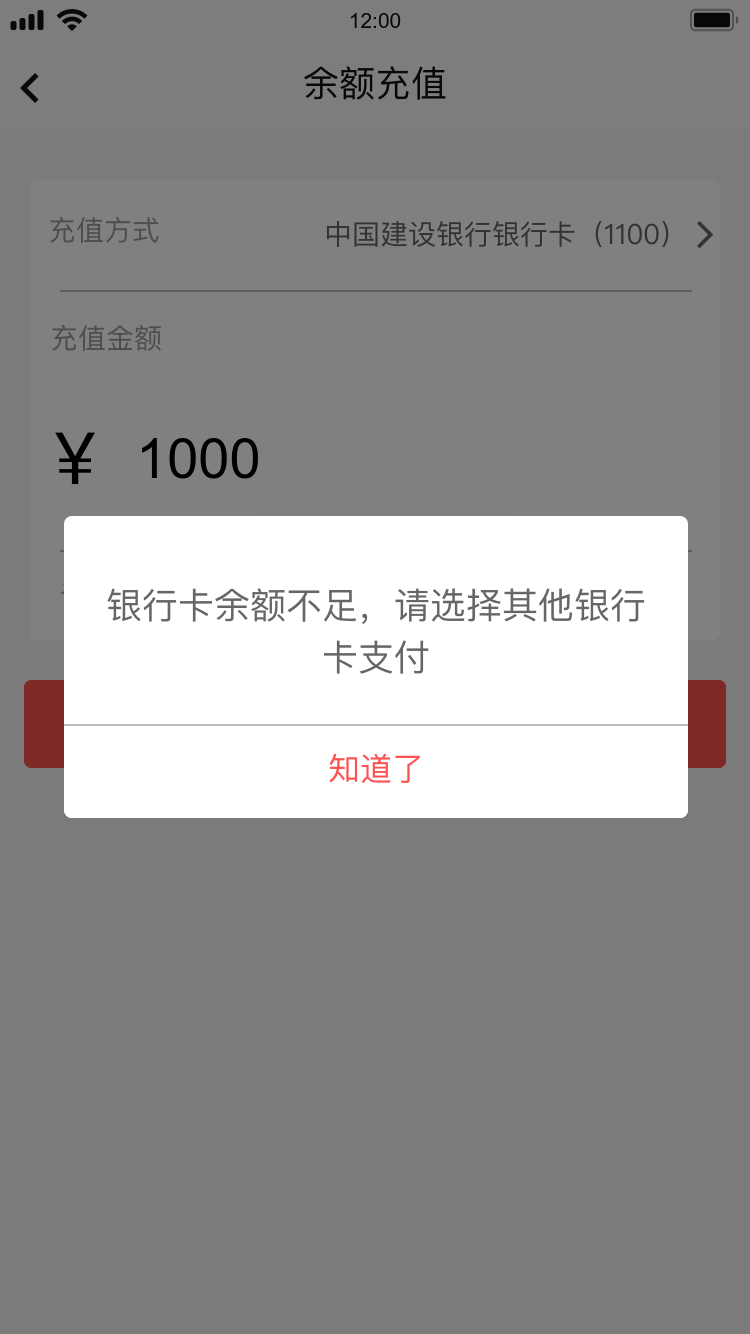 12:00
余额充值
充值方式 中国建设银行银行卡（1100）
充值金额
¥ 1000
银行卡余额不足，请选择其他银行
卡支付
知道了